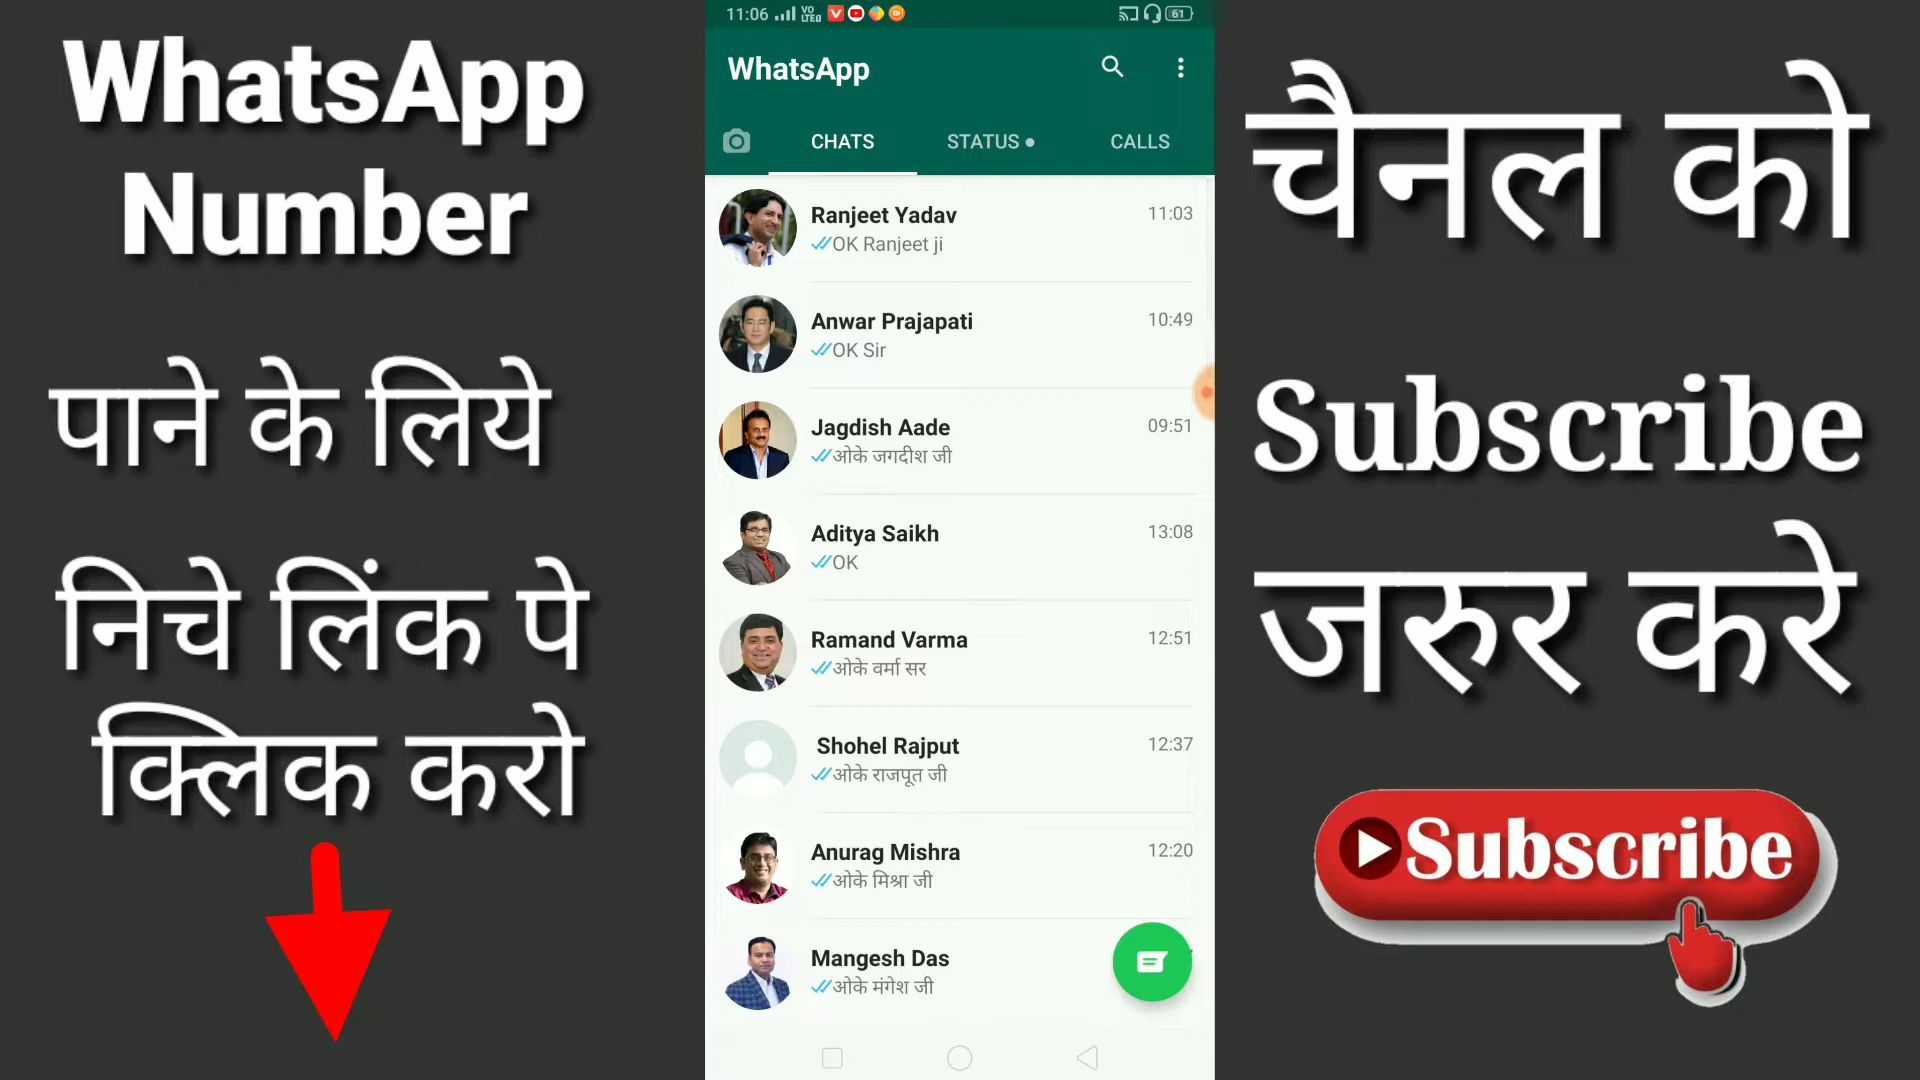 WhatsApp
Number
पाने के लिये
निचे लिंक पे
क्लिक करो
11:06 VO LTE 61
WhatsApp
CHATS STATUS CALLS
Ranjeet Yadav 11:03
OK Ranjeet ji
Anwar Prajapati 10:49
OK Sir
Jagdish Aade 09:51
ओके जगदीश जी
Aditya Saikh 13:08
OK
Ramand Varma 12:51
ओके वर्मा सर
Shohel Rajput 12:37
ओके राजपूत जी
Anurag Mishra 12:20
ओके मिश्रा जी
Mangesh Das
ओके मंगेश जी
चैनल को
Subscribe
जरुर करे
Subscribe